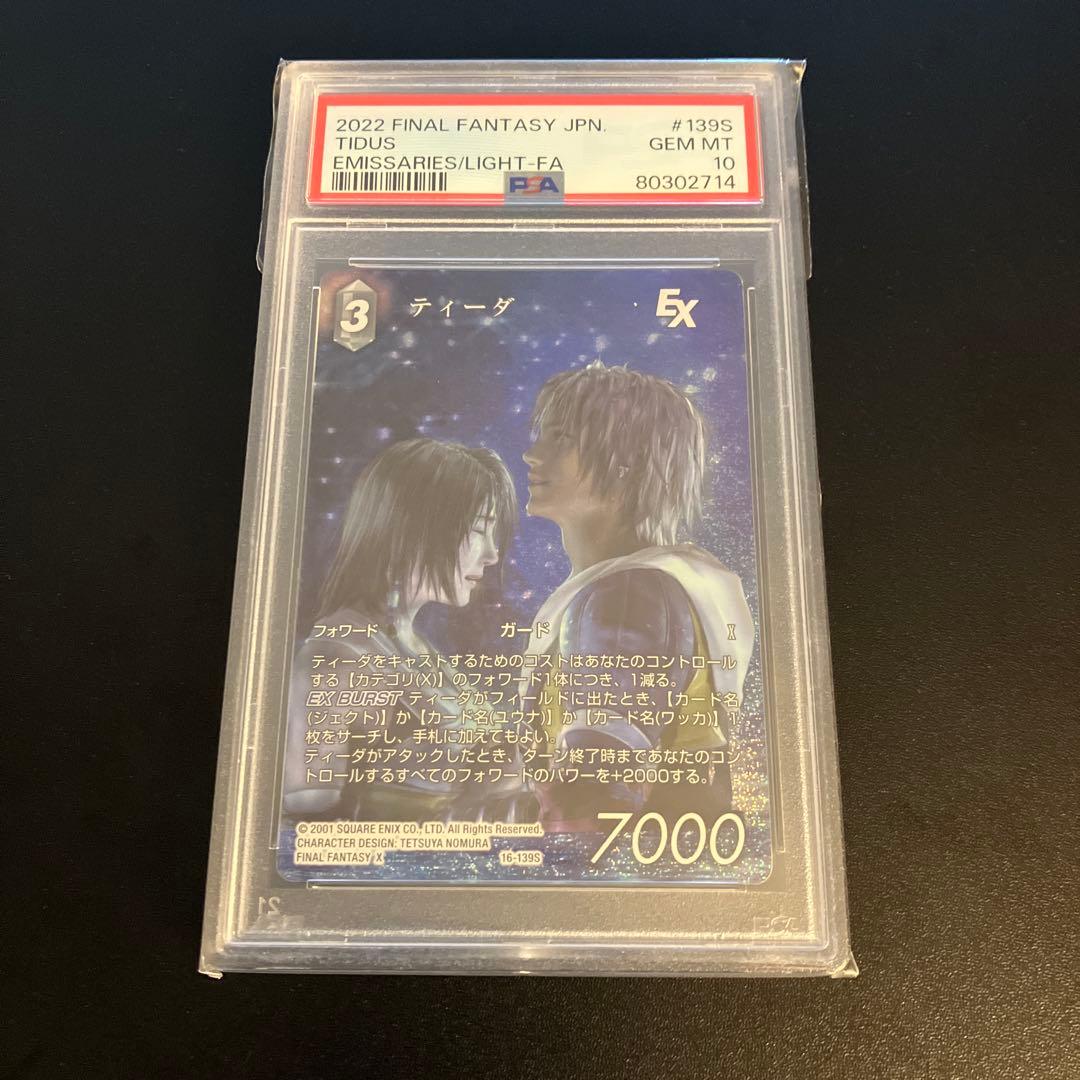 2022 FINAL FANTASY JPN. #139S
TIDUS GEM MT
EMISSARIES/LIGHT-FA 10
PSA 80302714
3 ティーダ EX
フォワード ガード X
ティーダをキャストするためのコストはあなたのコントロール
する【カテゴリ(X)】のフォワード1体につき、1減る。
EX BURST ティーダがフィールドに出たとき、【カード名
(ジェクト)】か【カード名(ユウナ)】か【カード名(ワッカ)】1
枚をサーチし、手札に加えてもよい。
ティーダがアタックしたとき、ターン終了時まであなたのコン
トロールするすべてのフォワードのパワーを+2000する。
© 2001 SQUARE ENIX CO., LTD. All Rights Reserved.
CHARACTER DESIGN: TETSUYA NOMURA
FINAL FANTASY X 16-139S
7000
21 PSA